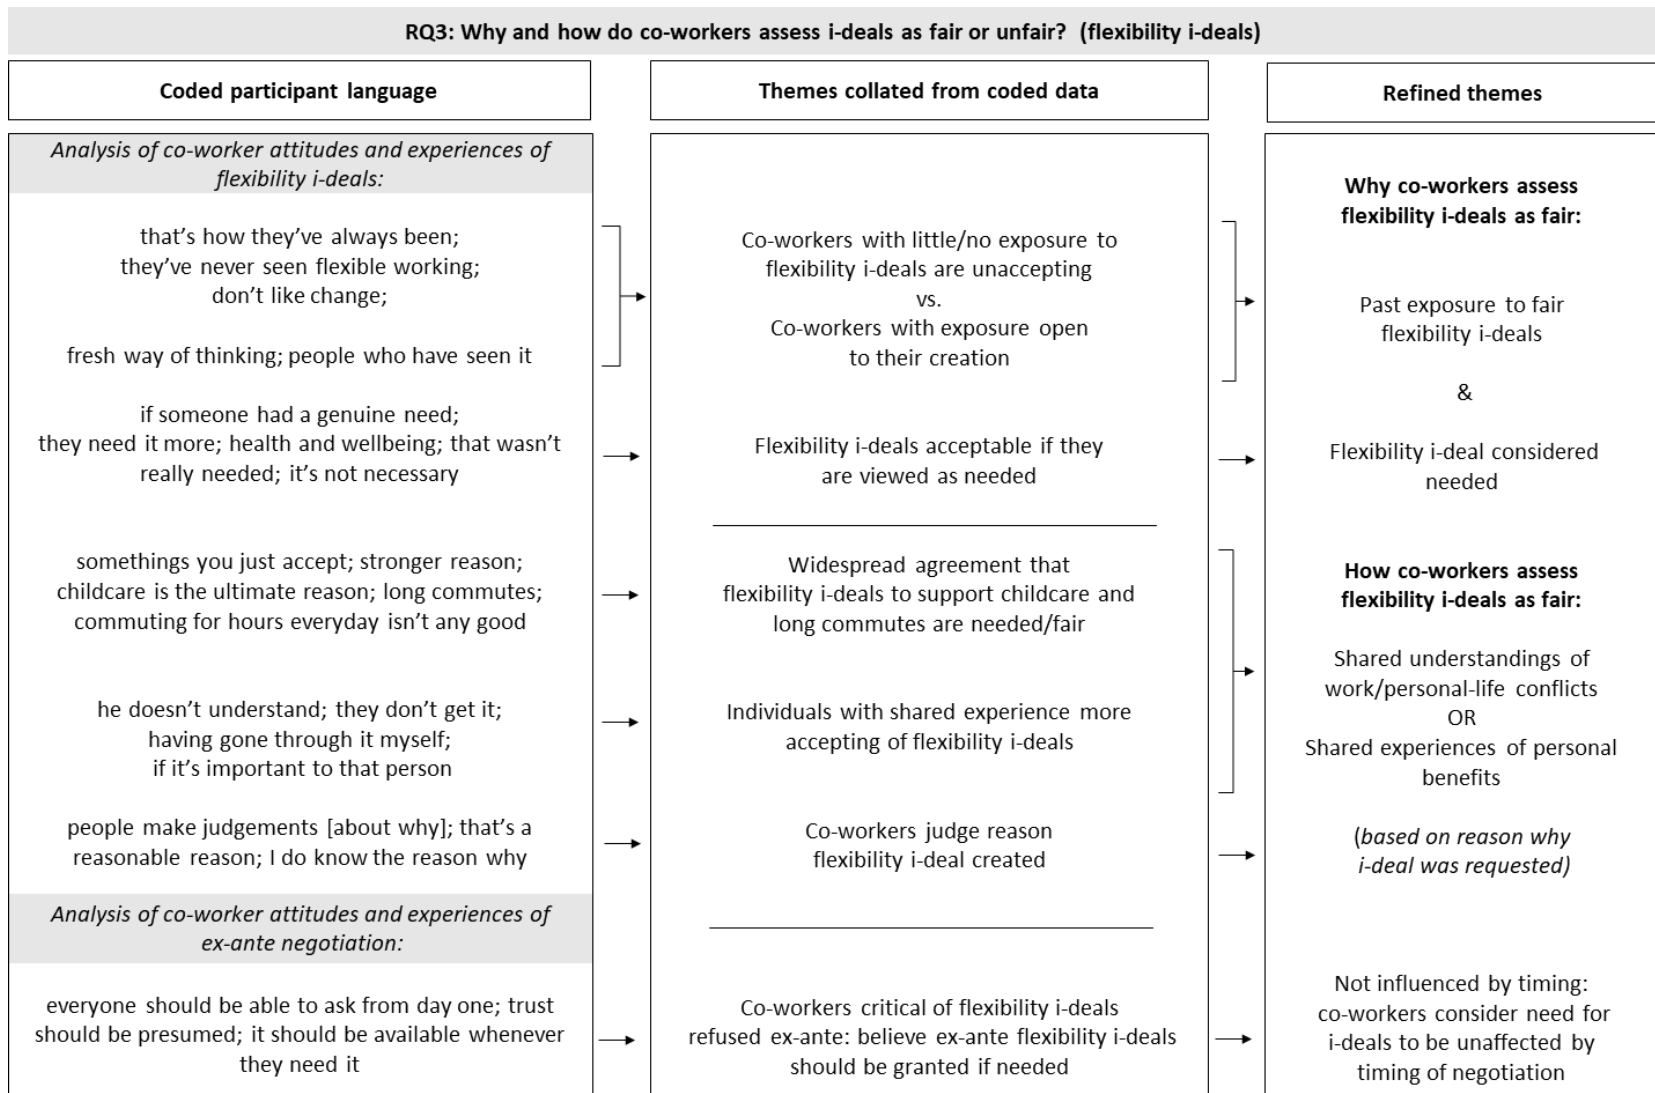 RQ3: Why and how do co-workers assess i-deals as fair or unfair? (flexibility i-deals)
Coded participant language
Themes collated from coded data
Refined themes
Analysis of co-worker attitudes and experiences of
flexibility i-deals:
that's how they've always been;
they've never seen flexible working;
don't like change;
fresh way of thinking; people who have seen it
if someone had a genuine need;
they need it more; health and wellbeing; that wasn't
really needed; it's not necessary
somethings you just accept; stronger reason;
childcare is the ultimate reason; long commutes;
commuting for hours everyday isn't any good
he doesn't understand; they don't get it;
having gone through it myself;
if it's important to that person
people make judgements [about why]; that's a
reasonable reason; I do know the reason why
Analysis of co-worker attitudes and experiences of
ex-ante negotiation:
everyone should be able to ask from day one; trust
should be presumed; it should be available whenever
they need it
Co-workers with little/no exposure to
flexibility i-deals are unaccepting
vs.
Co-workers with exposure open
to their creation
Flexibility i-deals acceptable if they
are viewed as needed
Widespread agreement that
flexibility i-deals to support childcare and
long commutes are needed/fair
Individuals with shared experience more
accepting of flexibility i-deals
Co-workers judge reason
flexibility i-deal created
Co-workers critical of flexibility i-deals
refused ex-ante: believe ex-ante flexibility i-deals
should be granted if needed
Why co-workers assess
flexibility i-deals as fair:
Past exposure to fair
flexibility i-deals
&
Flexibility i-deal considered
needed
How co-workers assess
flexibility i-deals as fair:
Shared understandings of
work/personal-life conflicts
OR
Shared experiences of personal
benefits
(based on reason why
i-deal was requested)
Not influenced by timing:
co-workers consider need for
i-deals to be unaffected by
timing of negotiation